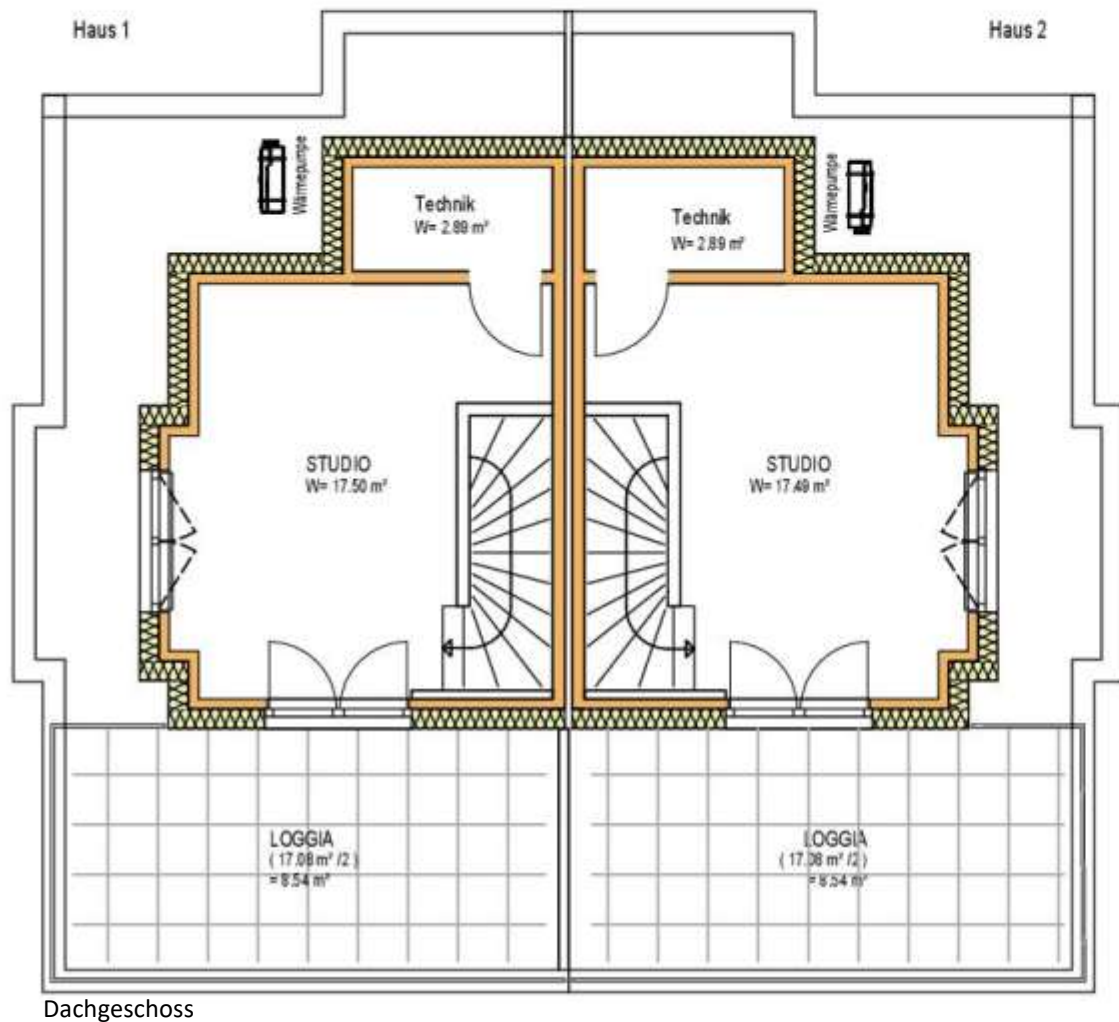 Haus 1
Haus 2
Wärmepumpe
Wärmepumpe
Technik
W= 2.89 m²
Technik
W= 2.89 m²
STUDIO
W= 17.50 m²
STUDIO
W= 17.49 m²
LOGGIA
( 17.08 m² /2 )
= 8.54 m²
LOGGIA
( 17.08 m² /2)
= 8.54 m²
Dachgeschoss